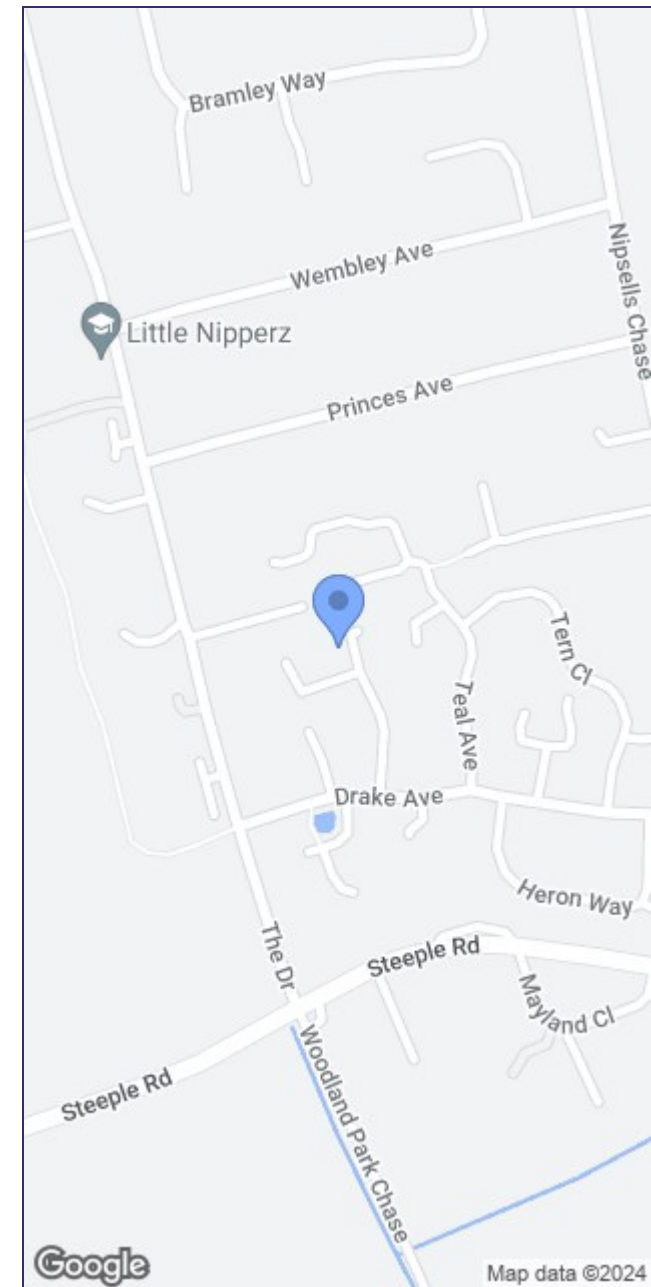 Bramley Way
Nipsells Chase
Wembley Ave
Little Nipperz
Princes Ave
Tern Cl
Teal Ave
Drake Ave
Heron Way
The Dr
Steeple Rd
Mayland Cl
Steeple Rd
Woodland Park Chase
Google
Map data ©2024